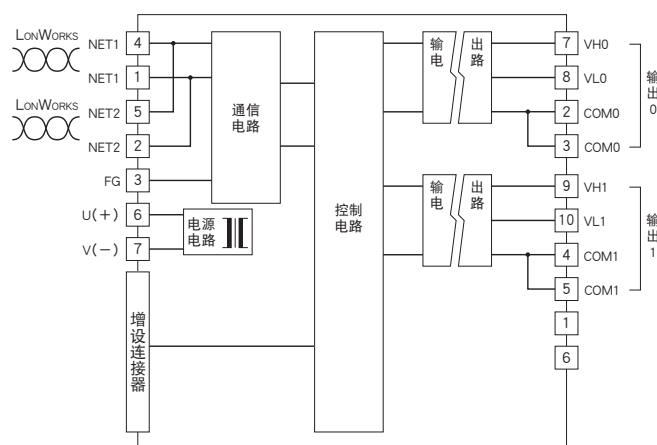 LONWORKS
NET1 4
NET1 1
LONWORKS
NET2 5
NET2 2
FG 3
U(+) 6
V(−) 7
通信
电路
电源
电路
增设连接器
控制
电路
输 出
电 路
7 VH0
8 VL0
2 COM0
3 COM0
输出0
输 出
电 路
9 VH1
10 VL1
4 COM1
5 COM1
输出1
1
6